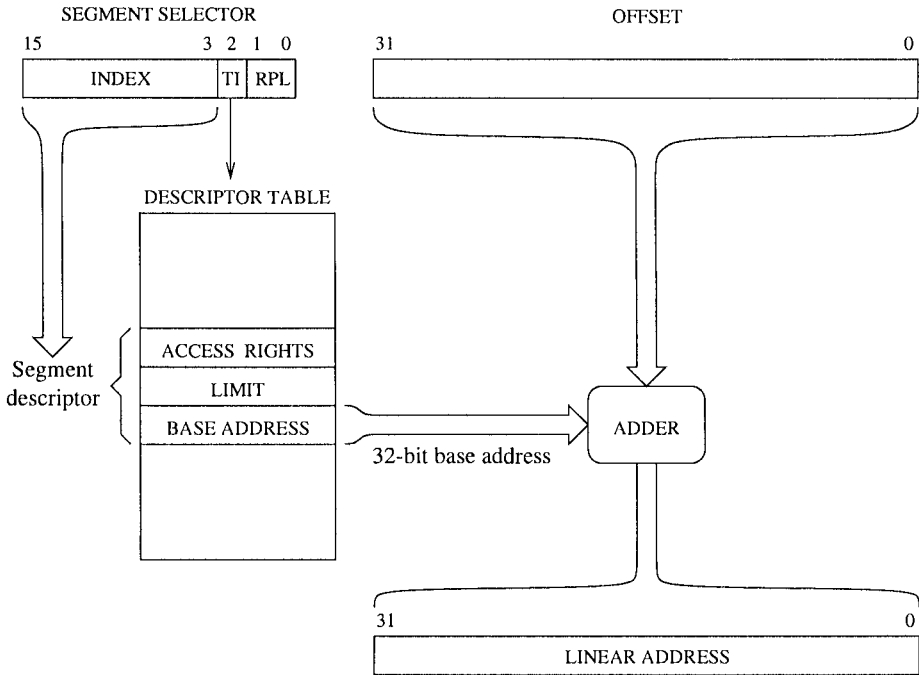 SEGMENT SELECTOR
OFFSET
15 3 2 1 0
31 0
INDEX TI RPL
DESCRIPTOR TABLE
ACCESS RIGHTS
Segment
descriptor
LIMIT
BASE ADDRESS
ADDER
32-bit base address
31 0
LINEAR ADDRESS